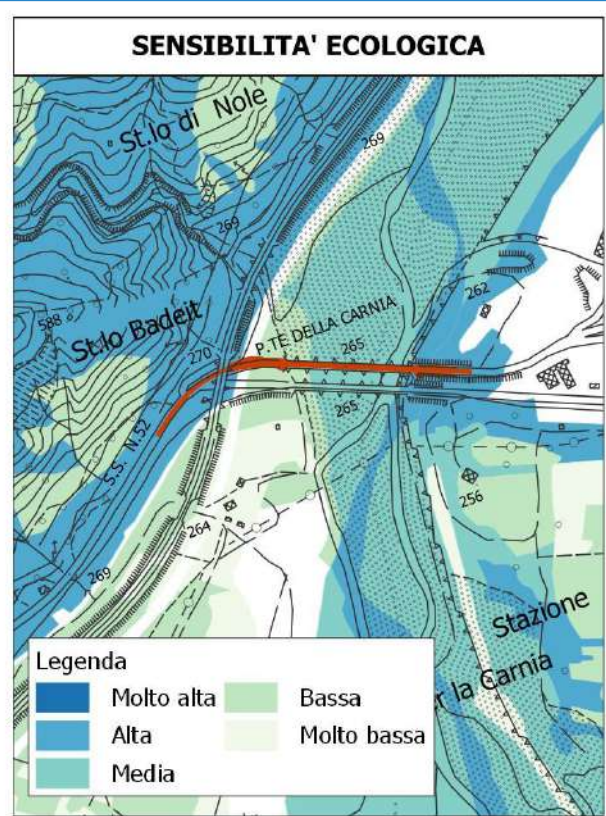 SENSIBILITA' ECOLOGICA
St.lo di Nole
269
269
262
588
St.lo Badeit
270
P.TE DELLA CARNIA
265
265
S.S. N.52
256
264
269
Stazione
er la Carnia
Legenda
Molto alta
Alta
Media
Bassa
Molto bassa